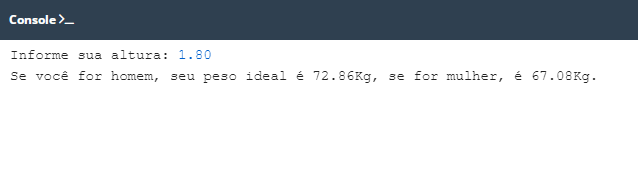 Console >_
Informe sua altura: 1.80
Se você for homem, seu peso ideal é 72.86Kg, se for mulher, é 67.08Kg.